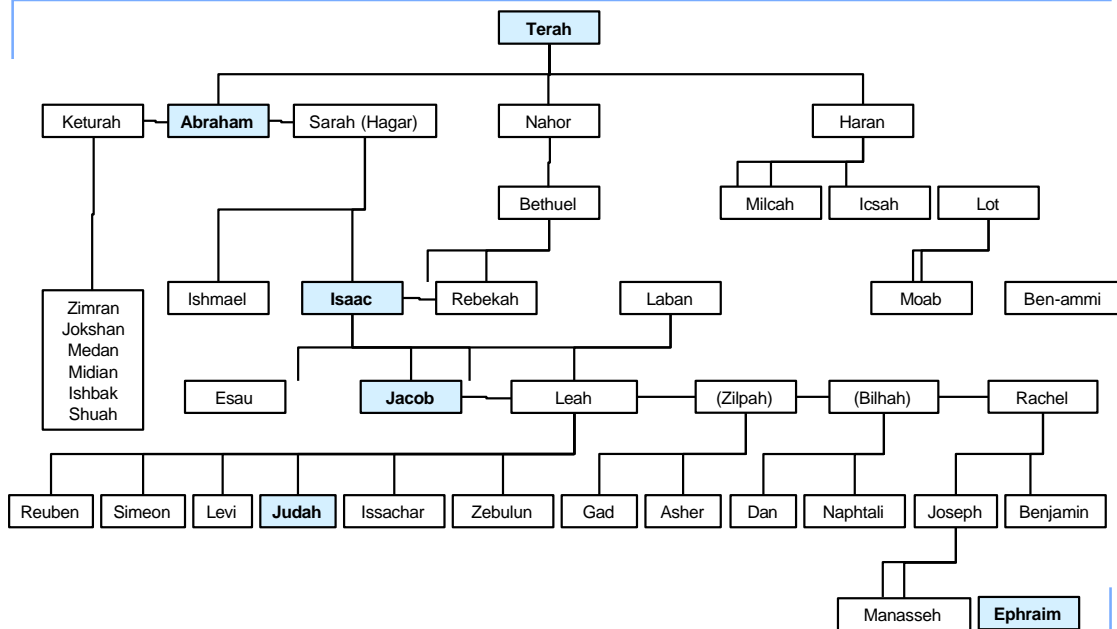 Terah
Keturah Abraham Sarah (Hagar) Nahor Haran
Bethuel Milcah Icsah Lot
Ishmael Isaac Rebekah Laban Moab Ben-ammi
Zimran
Jokshan
Medan
Midian
Ishbak
Shuah
Esau Jacob Leah (Zilpah) (Bilhah) Rachel
Reuben Simeon Levi Judah Issachar Zebulun Gad Asher Dan Naphtali Joseph Benjamin
Manasseh Ephraim